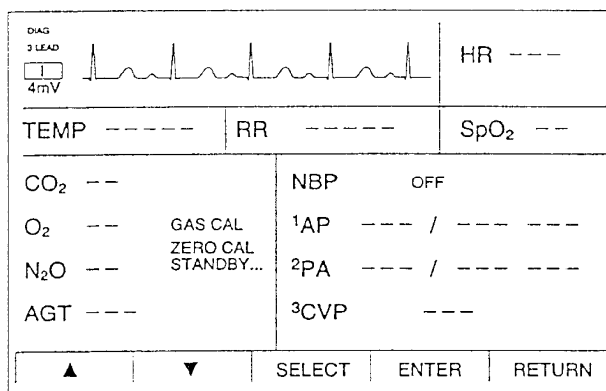 DIAG
3 LEAD
I
4mV
HR ---
TEMP -----
RR -----
SpO₂ --
CO₂ --
O₂ --
N₂O --
AGT ---
GAS CAL
ZERO CAL
STANDBY...
NBP OFF
¹AP --- / --- ---
²PA --- / --- ---
³CVP ---
▲ ▼ SELECT ENTER RETURN